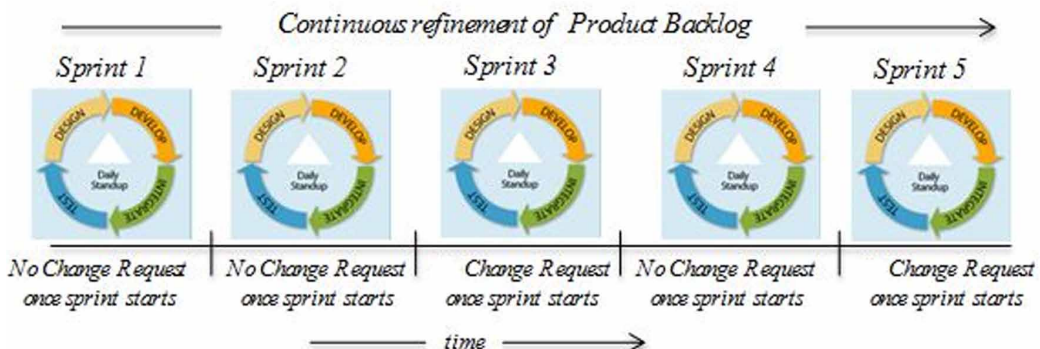 Continuous refinement of Product Backlog
Sprint 1
Sprint 2
Sprint 3
Sprint 4
Sprint 5
DESIGN
DEVELOP
Daily
Standup
TEST
INTEGRATE
DESIGN
DEVELOP
Daily
Standup
TEST
INTEGRATE
DESIGN
DEVELOP
Daily
Standup
TEST
INTEGRATE
DESIGN
DEVELOP
Daily
Standup
TEST
INTEGRATE
DESIGN
DEVELOP
Daily
Standup
TEST
INTEGRATE
No Change Request
once sprint starts
No Change Request
once sprint starts
Change Request
once sprint starts
No Change Request
once sprint starts
Change Request
once sprint starts
time